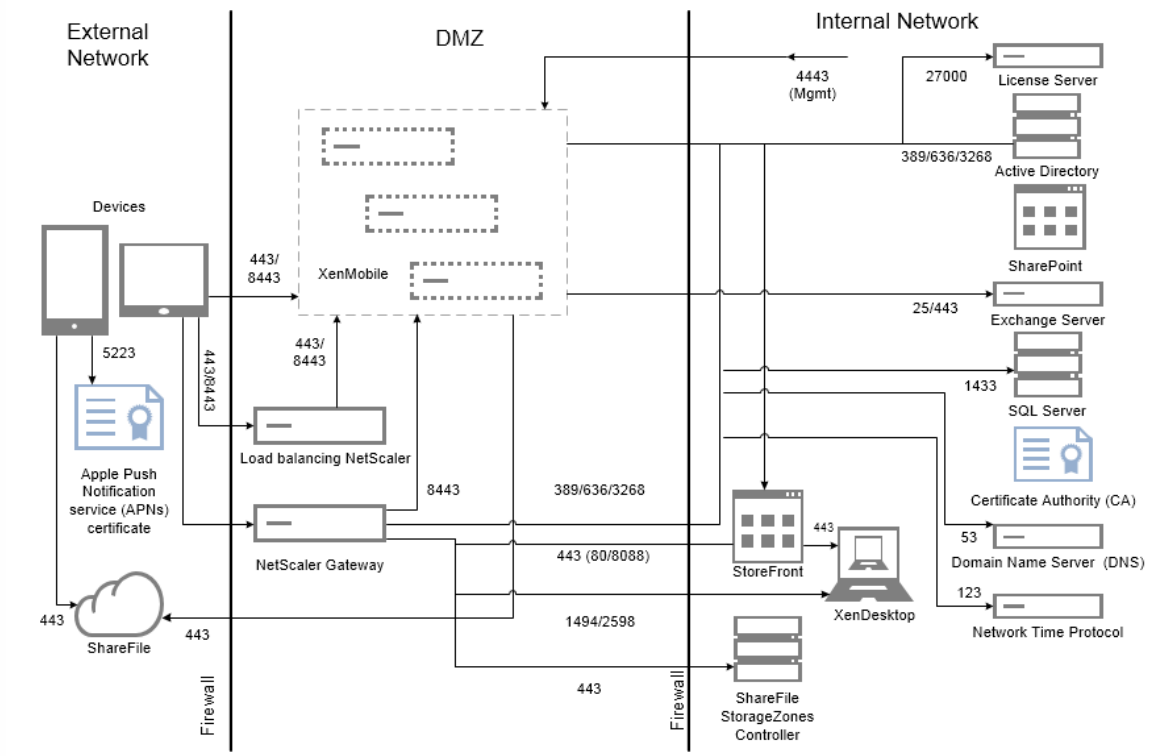 External
Network
DMZ
Internal Network
4443
(Mgmt)
27000
License Server
389/636/3268
Active Directory
Devices
443/
8443
XenMobile
SharePoint
25/443
Exchange Server
5223
443/8443
443/
8443
1433
SQL Server
Load balancing NetScaler
Apple Push
Notification
service (APNs)
certificate
8443
389/636/3268
Certificate Authority (CA)
NetScaler Gateway
443 (80/8088)
443
StoreFront
53
Domain Name Server (DNS)
XenDesktop
123
Network Time Protocol
443
ShareFile
443
1494/2598
443
Firewall
Firewall
ShareFile
StorageZones
Controller